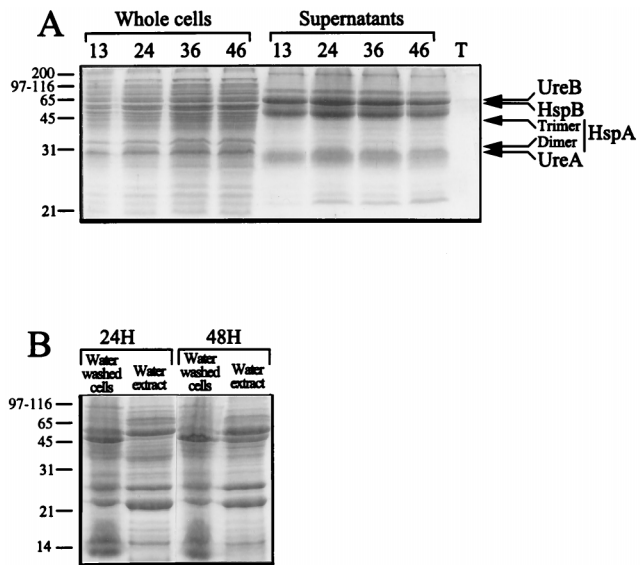 A
Whole cells Supernatants
13 24 36 46 13 24 36 46 T
200
97-116
65
45
31
21
UreB
HspB
Trimer
Dimer
HspA
UreA
B
24H 48H
Water washed cells Water extract Water washed cells Water extract
97-116
65
45
31
21
14